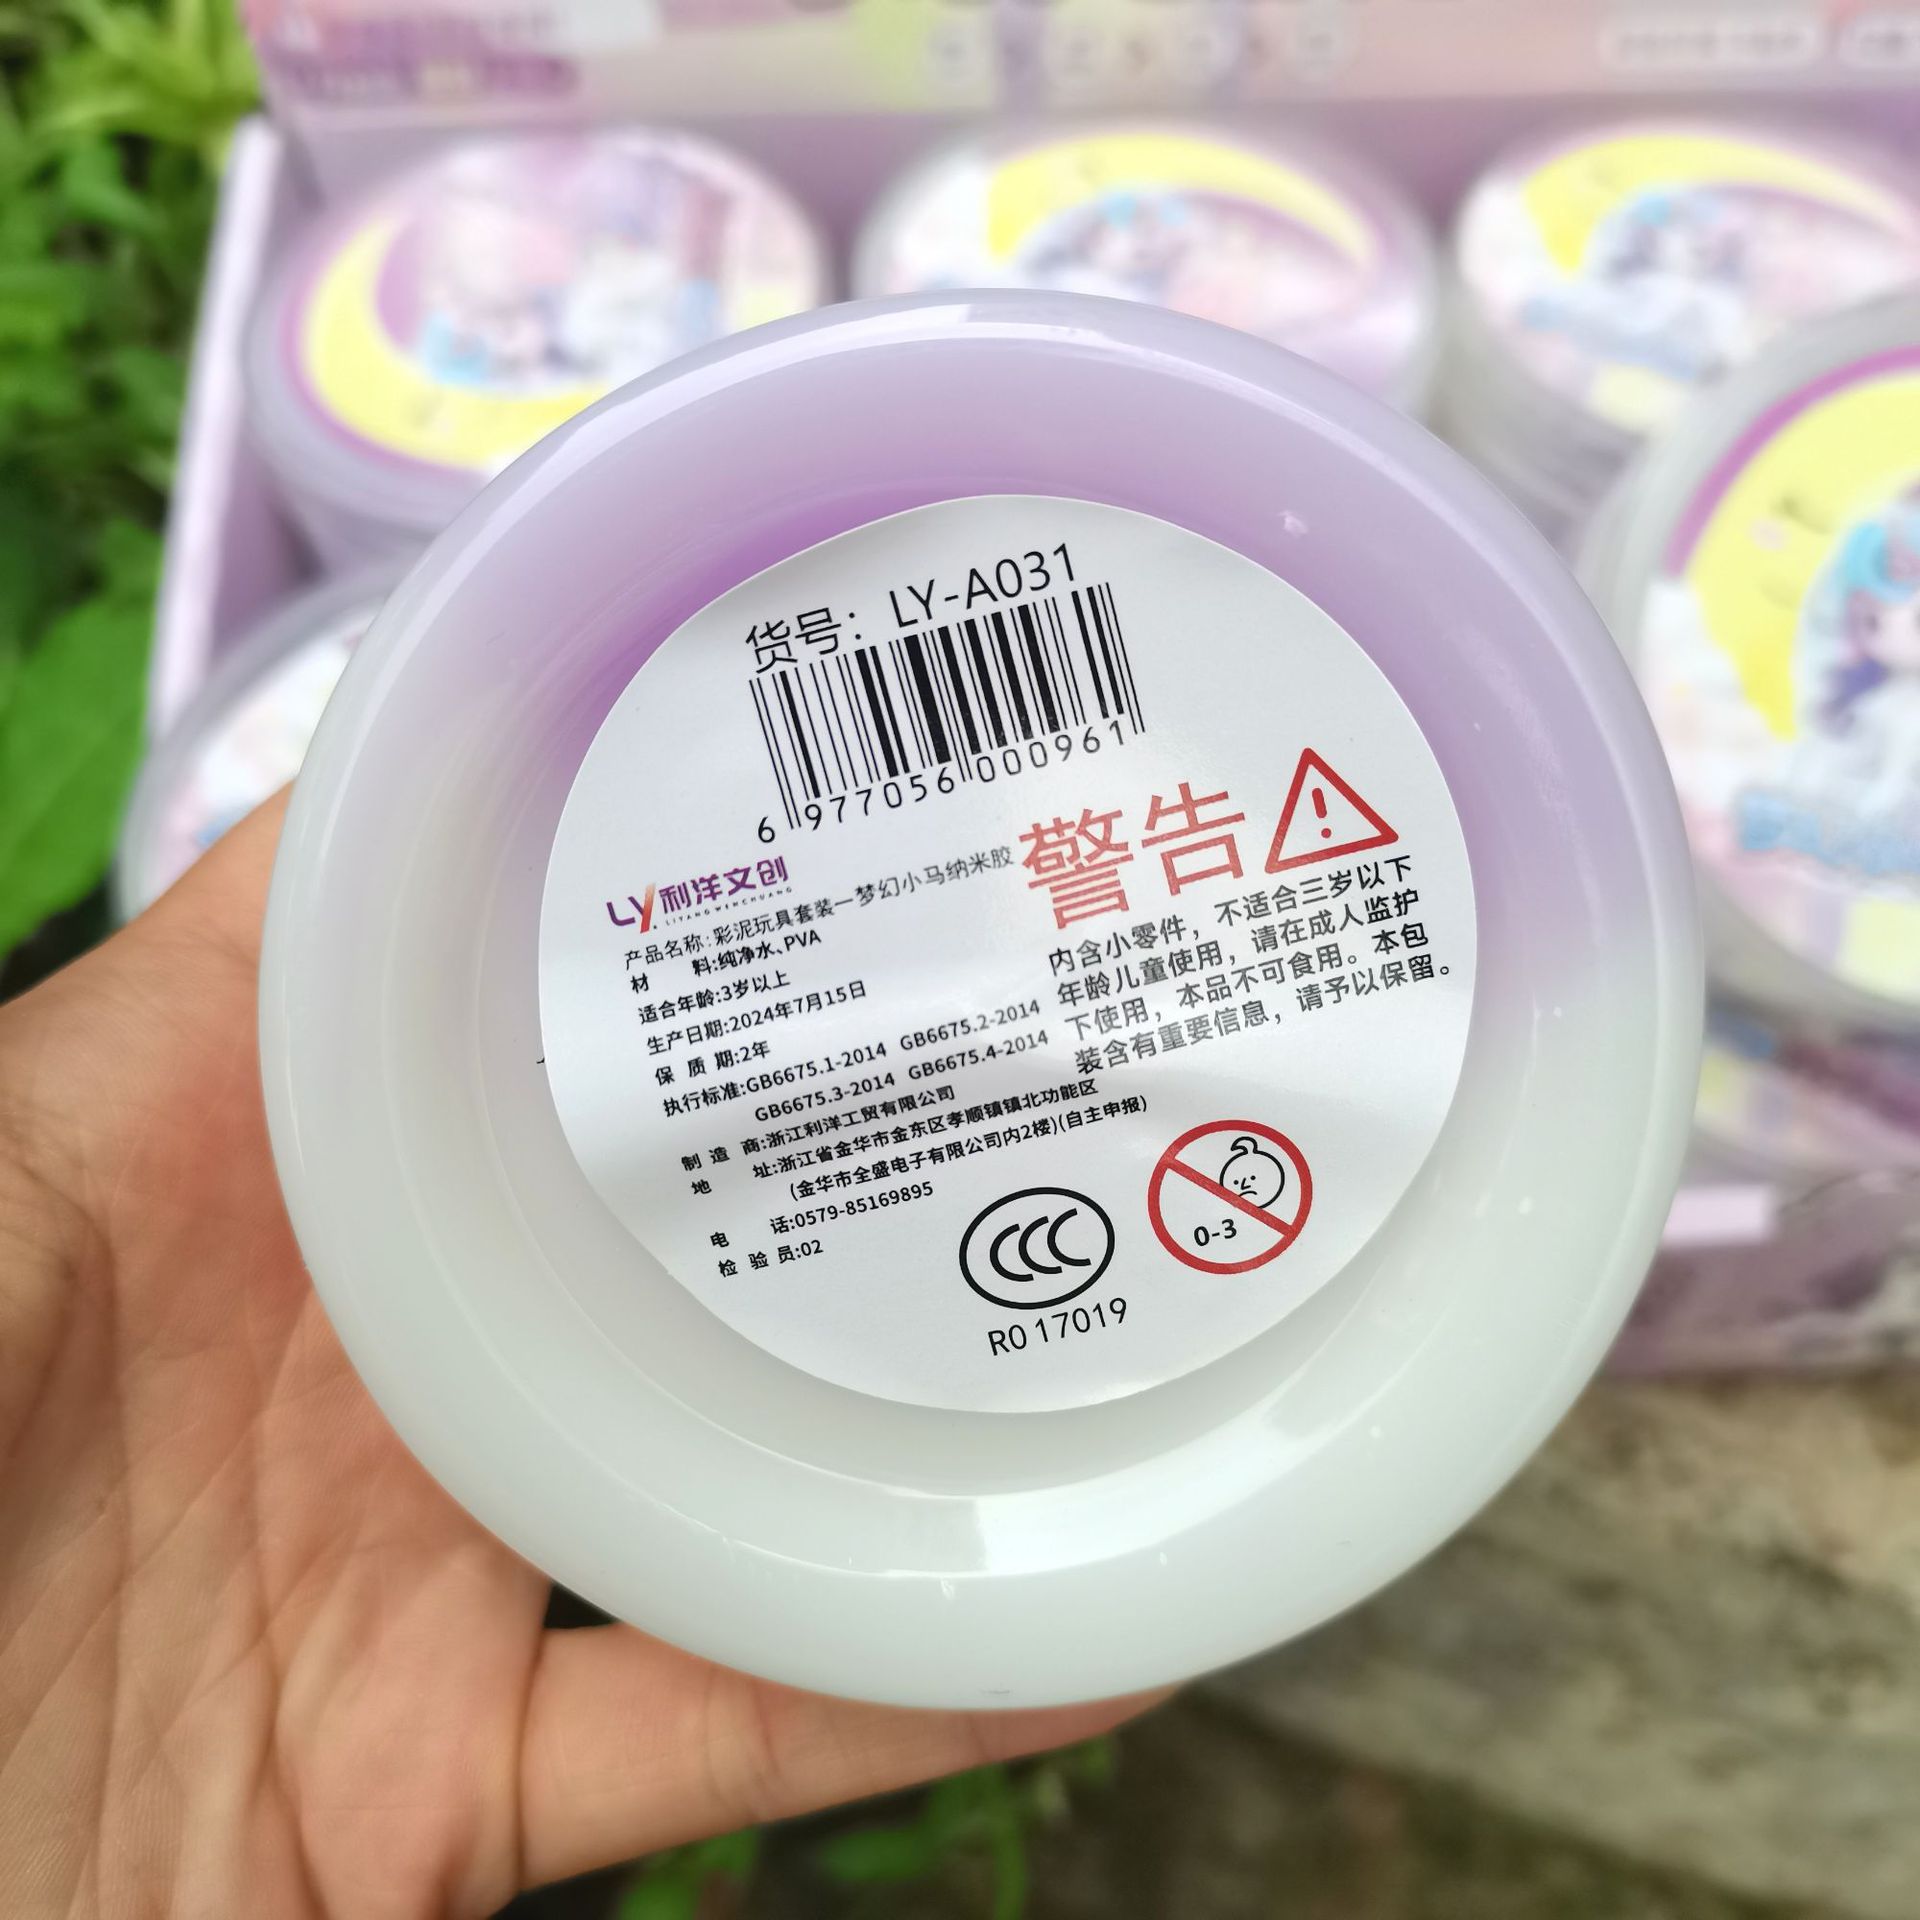 货号：LY-A031
6 977056 000961
LY利洋文创
LIYANG WENCHUANG
产品名称:彩泥玩具套装一梦幻小马纳米胶
材 料:纯净水、PVA
适合年龄:3岁以上
生产日期:2024年7月15日
保 质 期:2年
执行标准:GB6675.1-2014 GB6675.2-2014
GB6675.3-2014 GB6675.4-2014
制 造 商:浙江利洋工贸有限公司
地 址:浙江省金华市金东区孝顺镇镇北功能区
(金华市全盛电子有限公司内2楼)(自主申报)
电 话:0579-85169895
检 验 员:02
警告
内含小零件，不适合三岁以下
年龄儿童使用，请在成人监护
下使用，本品不可食用。本包
装含有重要信息，请予以保留。
CCC
R017019
0-3